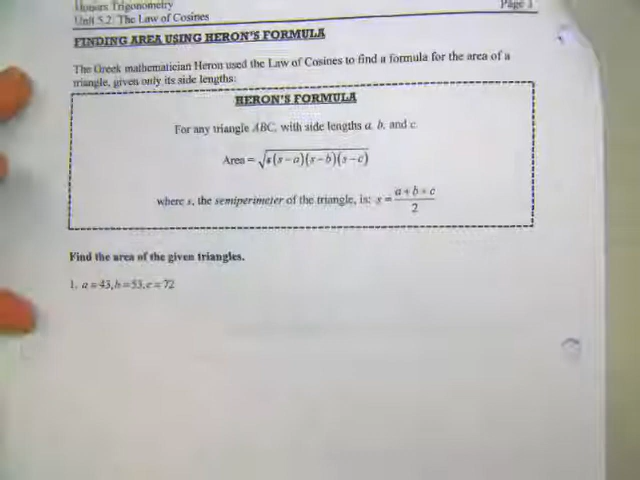 Honors Trigonometry
Page 1
Unit 5.2: The Law of Cosines
FINDING AREA USING HERON'S FORMULA
The Greek mathematician Heron used the Law of Cosines to find a formula for the area of a
triangle, given only its side lengths:
HERON'S FORMULA
For any triangle ABC, with side lengths a, b, and c
Area = √s(s−a)(s−b)(s−c)
where s, the semiperimeter of the triangle, is: s = a+b+c / 2
Find the area of the given triangles.
1. a = 43, b = 53, c = 72